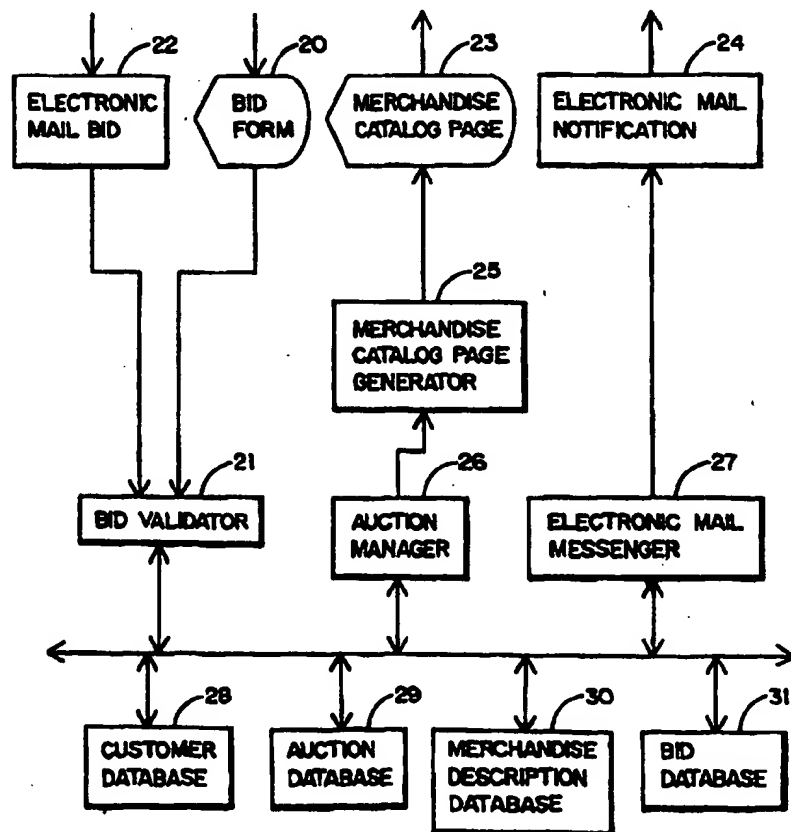 22
20
23
24
ELECTRONIC
MAIL BID
BID
FORM
MERCHANDISE
CATALOG PAGE
ELECTRONIC MAIL
NOTIFICATION
25
MERCHANDISE
CATALOG PAGE
GENERATOR
21
26
27
BID VALIDATOR
AUCTION
MANAGER
ELECTRONIC MAIL
MESSENGER
28
29
30
31
CUSTOMER
DATABASE
AUCTION
DATABASE
MERCHANDISE
DESCRIPTION
DATABASE
BID
DATABASE